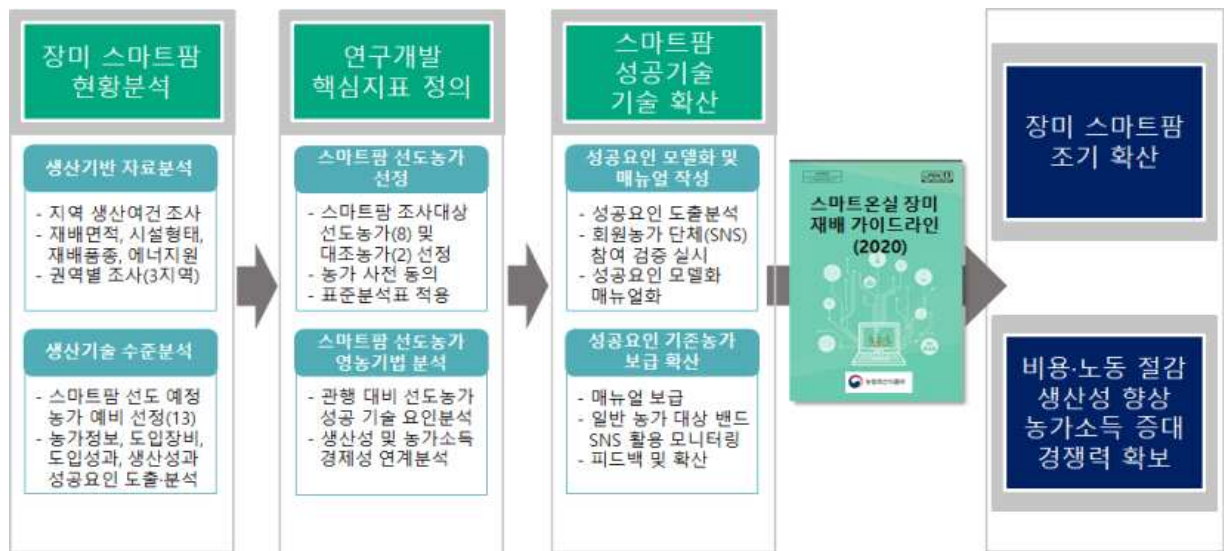 장미 스마트팜
현황분석
생산기반 자료분석
- 지역 생산여건 조사
- 재배면적, 시설형태,
재배품종, 에너지원
- 권역별 조사(3지역)
생산기술 수준분석
- 스마트팜 선도 예정
농가 예비 선정(13)
- 농가정보, 도입장비,
도입성과, 생산성과
성공요인 도출·분석
연구개발
핵심지표 정의
스마트팜 선도농가
선정
- 스마트팜 조사대상
선도농가(8) 및
대조농가(2) 선정
- 농가 사전 동의
- 표준분석표 적용
스마트팜 선도농가
영농기법 분석
- 관행 대비 선도농가
성공 기술 요인분석
- 생산성 및 농가소득
경제성 연계분석
스마트팜
성공기술
기술 확산
성공요인 모델화 및
매뉴얼 작성
- 성공요인 도출분석
- 회원농가 단체(SNS)
참여 검증 실시
- 성공요인 모델화
매뉴얼화
성공요인 기존농가
보급 확산
- 매뉴얼 보급
- 일반 농가 대상 밴드
SNS 활용 모니터링
- 피드백 및 확산
스마트온실 장미
재배 가이드라인
(2020)
장미 스마트팜
조기 확산
비용·노동 절감
생산성 향상
농가소득 증대
경쟁력 확보